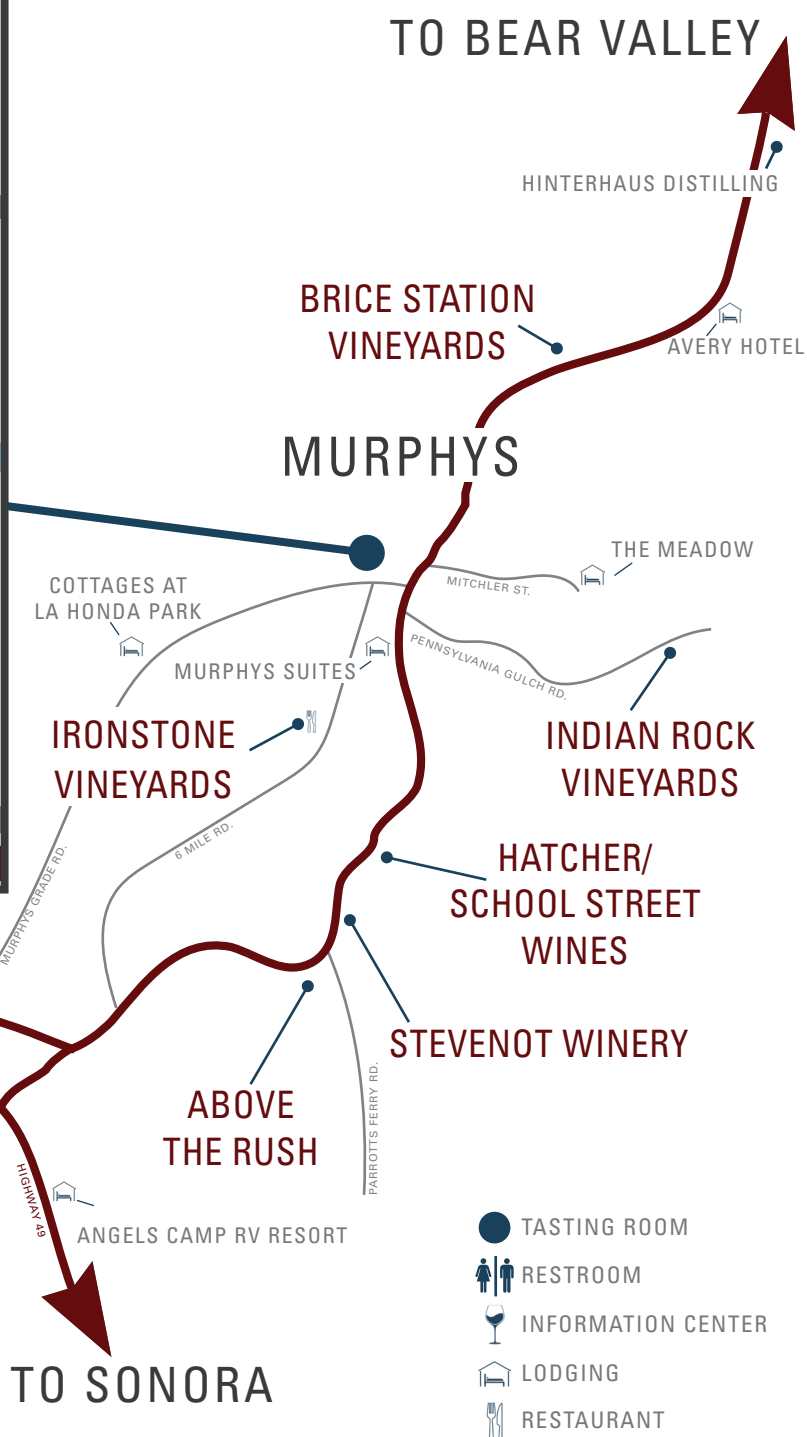 TO BEAR VALLEY
HINTERHAUS DISTILLING
BRICE STATION
VINEYARDS
AVERY HOTEL
MURPHYS
THE MEADOW
MITCHLER ST.
COTTAGES AT
LA HONDA PARK
PENNSYLVANIA GULCH RD.
MURPHYS SUITES
IRONSTONE
VINEYARDS
INDIAN ROCK
VINEYARDS
6 MILE RD.
MURPHYS GRADE RD.
HATCHER/
SCHOOL STREET
WINES
STEVENOT WINERY
ABOVE
THE RUSH
PARROTTS FERRY RD.
HIGHWAY 49
ANGELS CAMP RV RESORT
TO SONORA
TASTING ROOM
RESTROOM
INFORMATION CENTER
LODGING
RESTAURANT